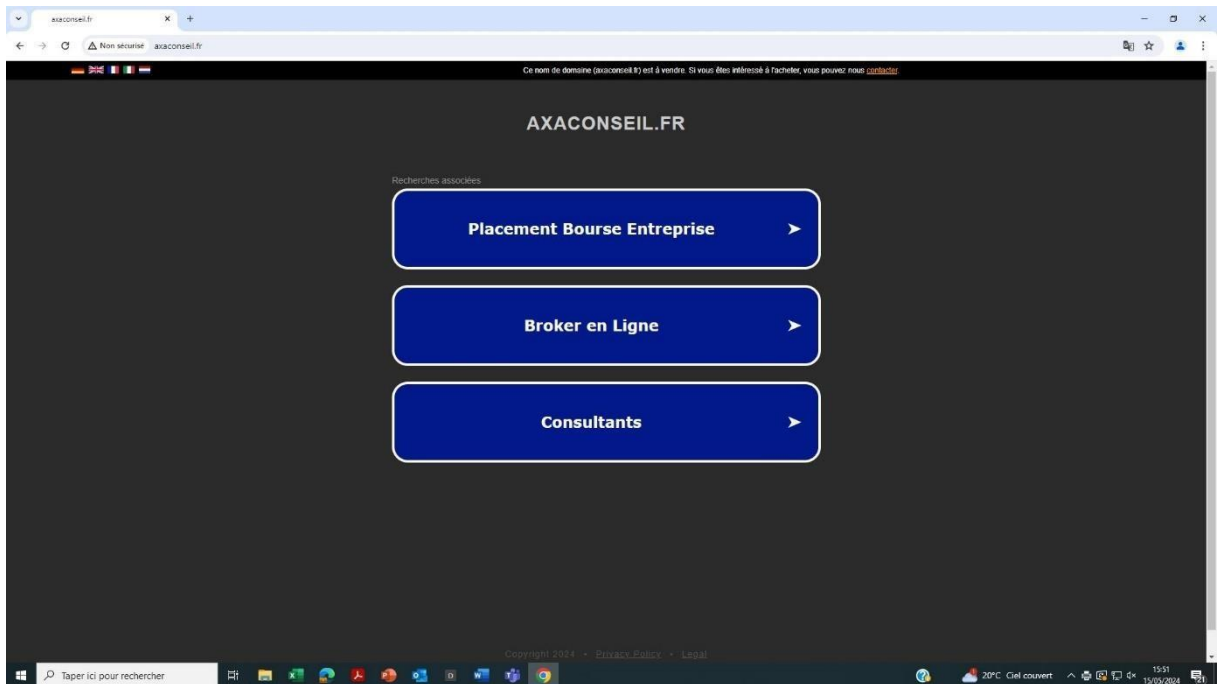 axaconseil.fr
Non sécurisé axaconseil.fr
Ce nom de domaine (axaconseil.fr) est à vendre. Si vous êtes intéressé à l'acheter, vous pouvez nous contacter.
AXACONSEIL.FR
Recherches associées
Placement Bourse Entreprise
Broker en Ligne
Consultants
Copyright 2024 • Privacy Policy • Legal
Taper ici pour rechercher
20°C Ciel couvert
15:51
15/05/2024